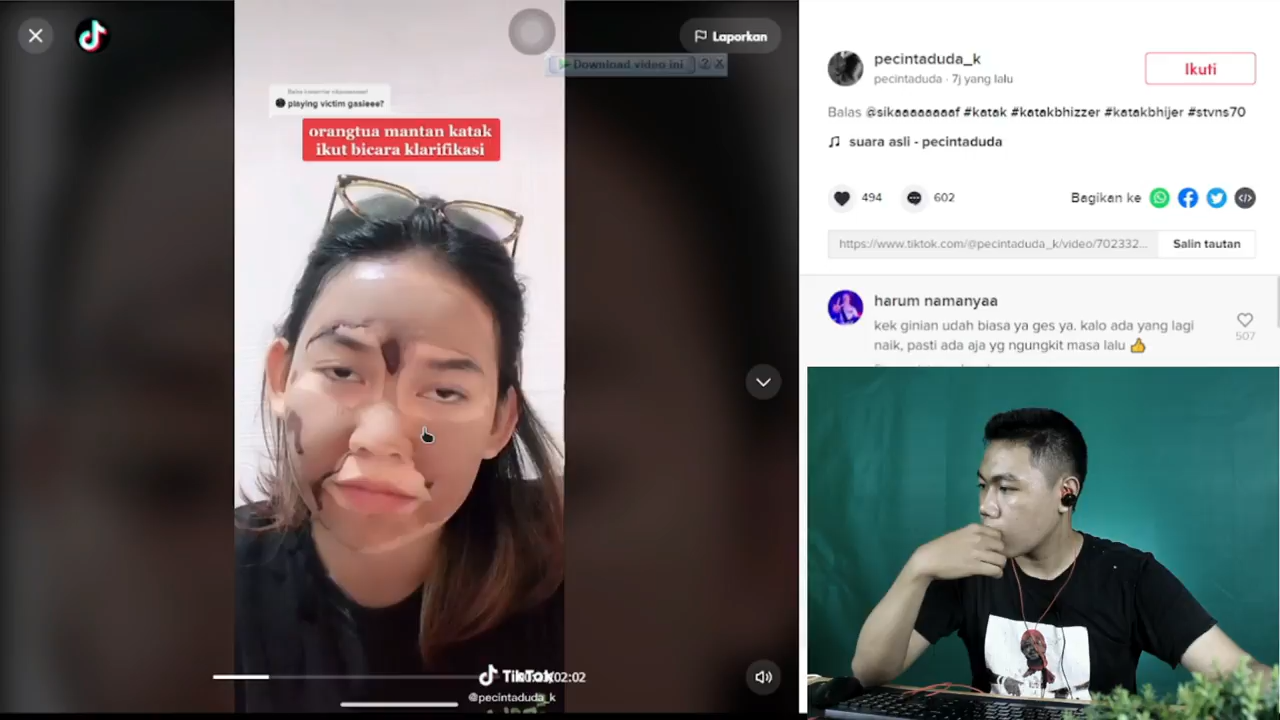 Laporkan
Download video ini ? X
playing victim gasieee?
orangtua mantan katak
ikut bicara klarifikasi
TikTok
02:02
@pecintaduda_k
pecintaduda_k
pecintaduda · 7j yang lalu
Ikuti
Balas @sikaaaaaaaaf #katak #katakbhizzer #katakbhijer #stvns70
suara asli - pecintaduda
494
602
Bagikan ke
https://www.tiktok.com/@pecintaduda_k/video/702332...
Salin tautan
harum namanyaa
kek ginian udah biasa ya ges ya. kalo ada yang lagi
naik, pasti ada aja yg ngungkit masa lalu 👍
507